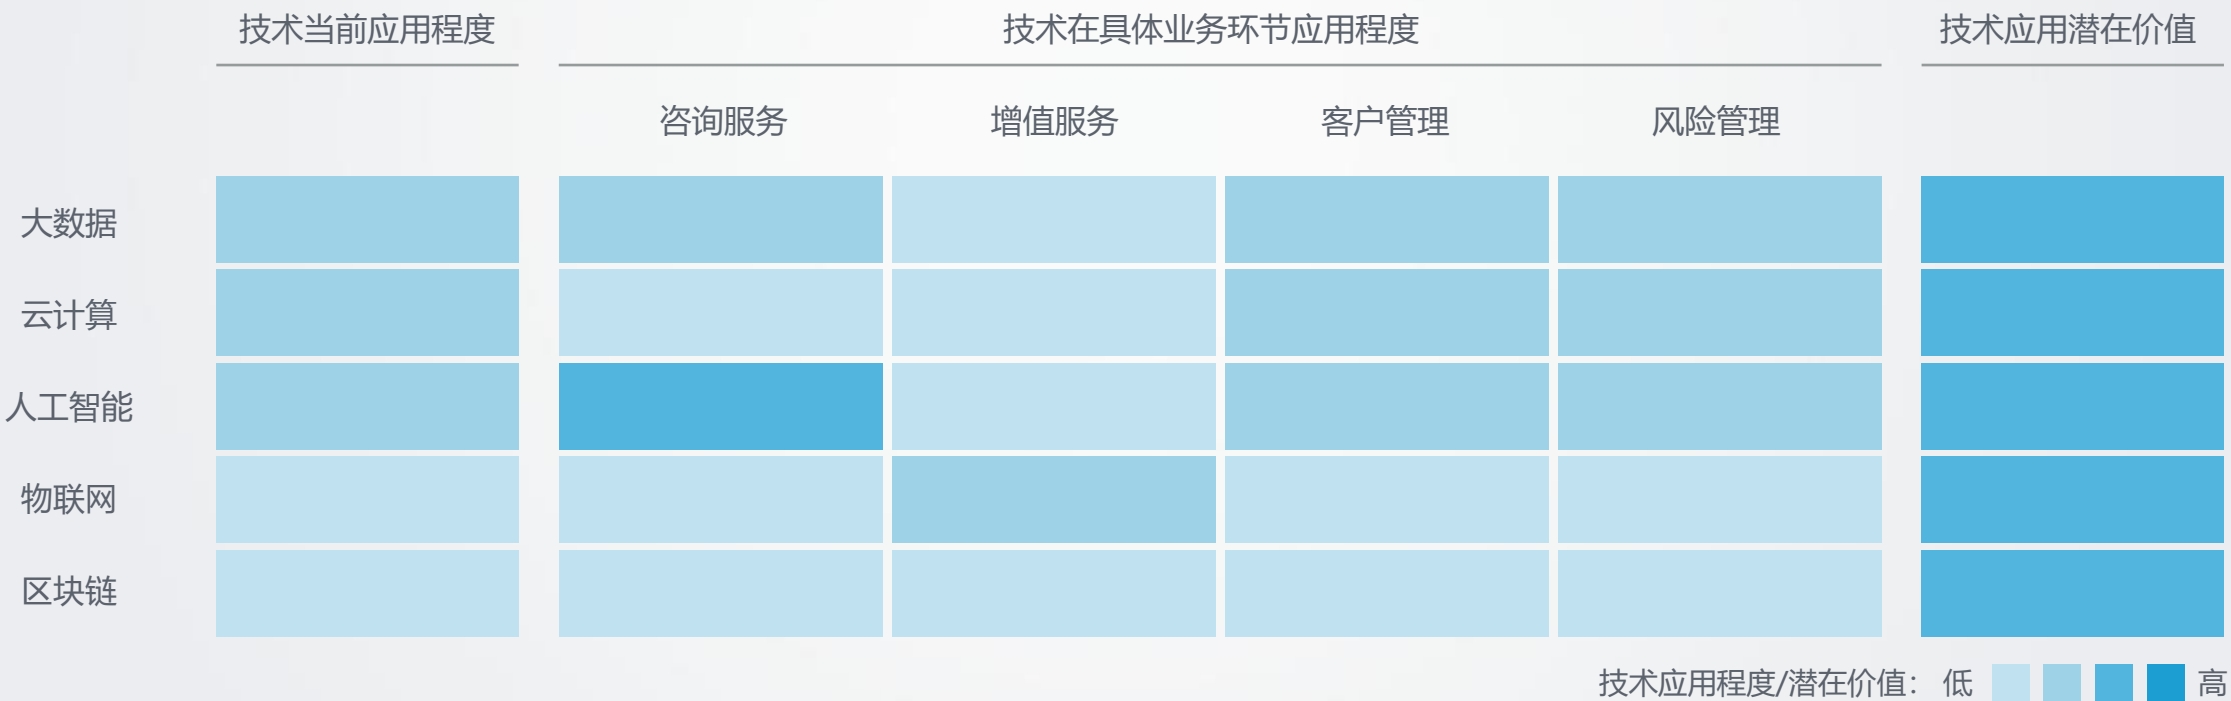 技术当前应用程度
技术在具体业务环节应用程度
技术应用潜在价值
咨询服务
增值服务
客户管理
风险管理
大数据
云计算
人工智能
物联网
区块链
技术应用程度/潜在价值： 低 高